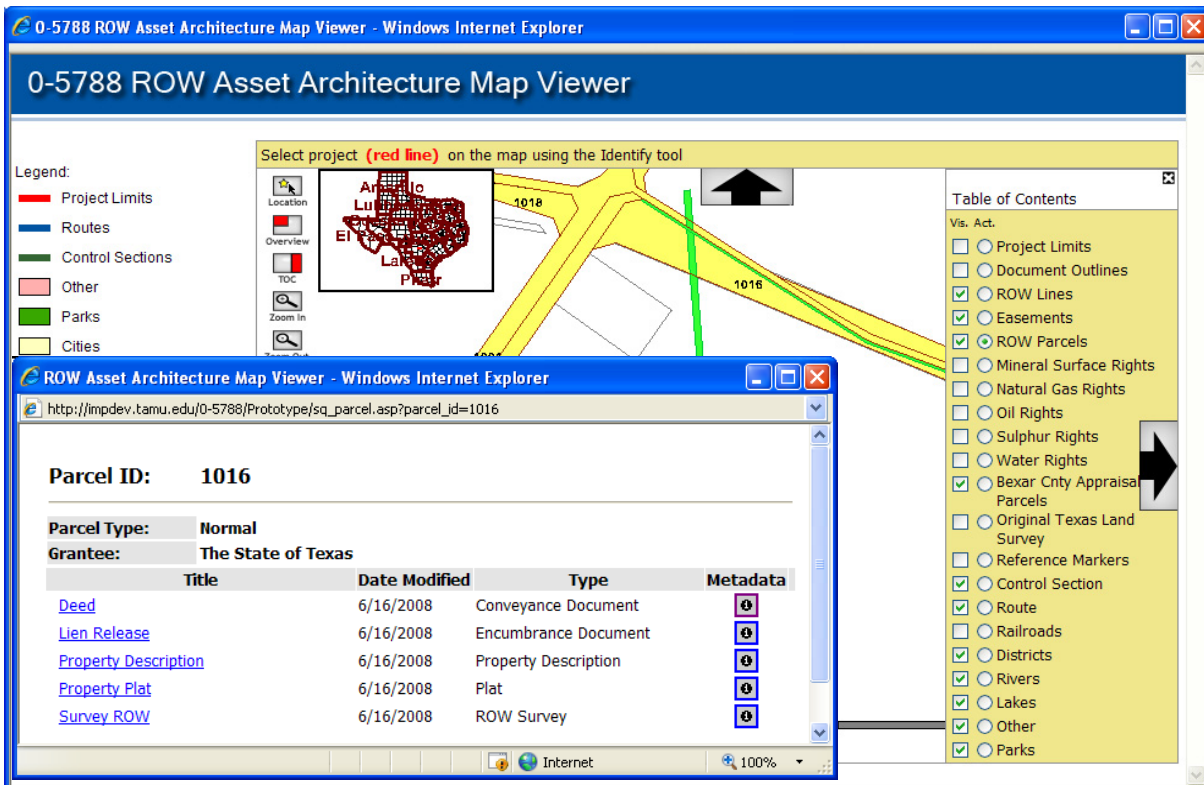 0-5788 ROW Asset Architecture Map Viewer - Windows Internet Explorer
0-5788 ROW Asset Architecture Map Viewer
Legend:
Project Limits
Routes
Control Sections
Other
Parks
Cities
Select project (red line) on the map using the Identify tool
Location
Overview
TOC
Zoom In
Amarillo
El Paso
Pharr
1018
1016
Table of Contents
Vis. Act.
Project Limits
Document Outlines
ROW Lines
Easements
ROW Parcels
Mineral Surface Rights
Natural Gas Rights
Oil Rights
Sulphur Rights
Water Rights
Bexar Cnty Appraisal
Parcels
Original Texas Land
Survey
Reference Markers
Control Section
Route
Railroads
Districts
Rivers
Lakes
Other
Parks
ROW Asset Architecture Map Viewer - Windows Internet Explorer
http://impdev.tamu.edu/0-5788/Prototype/sq_parcel.asp?parcel_id=1016
Parcel ID: 1016
Parcel Type: Normal
Grantee: The State of Texas
Title Date Modified Type Metadata
Deed 6/16/2008 Conveyance Document
Lien Release 6/16/2008 Encumbrance Document
Property Description 6/16/2008 Property Description
Property Plat 6/16/2008 Plat
Survey ROW 6/16/2008 ROW Survey
Internet 100%